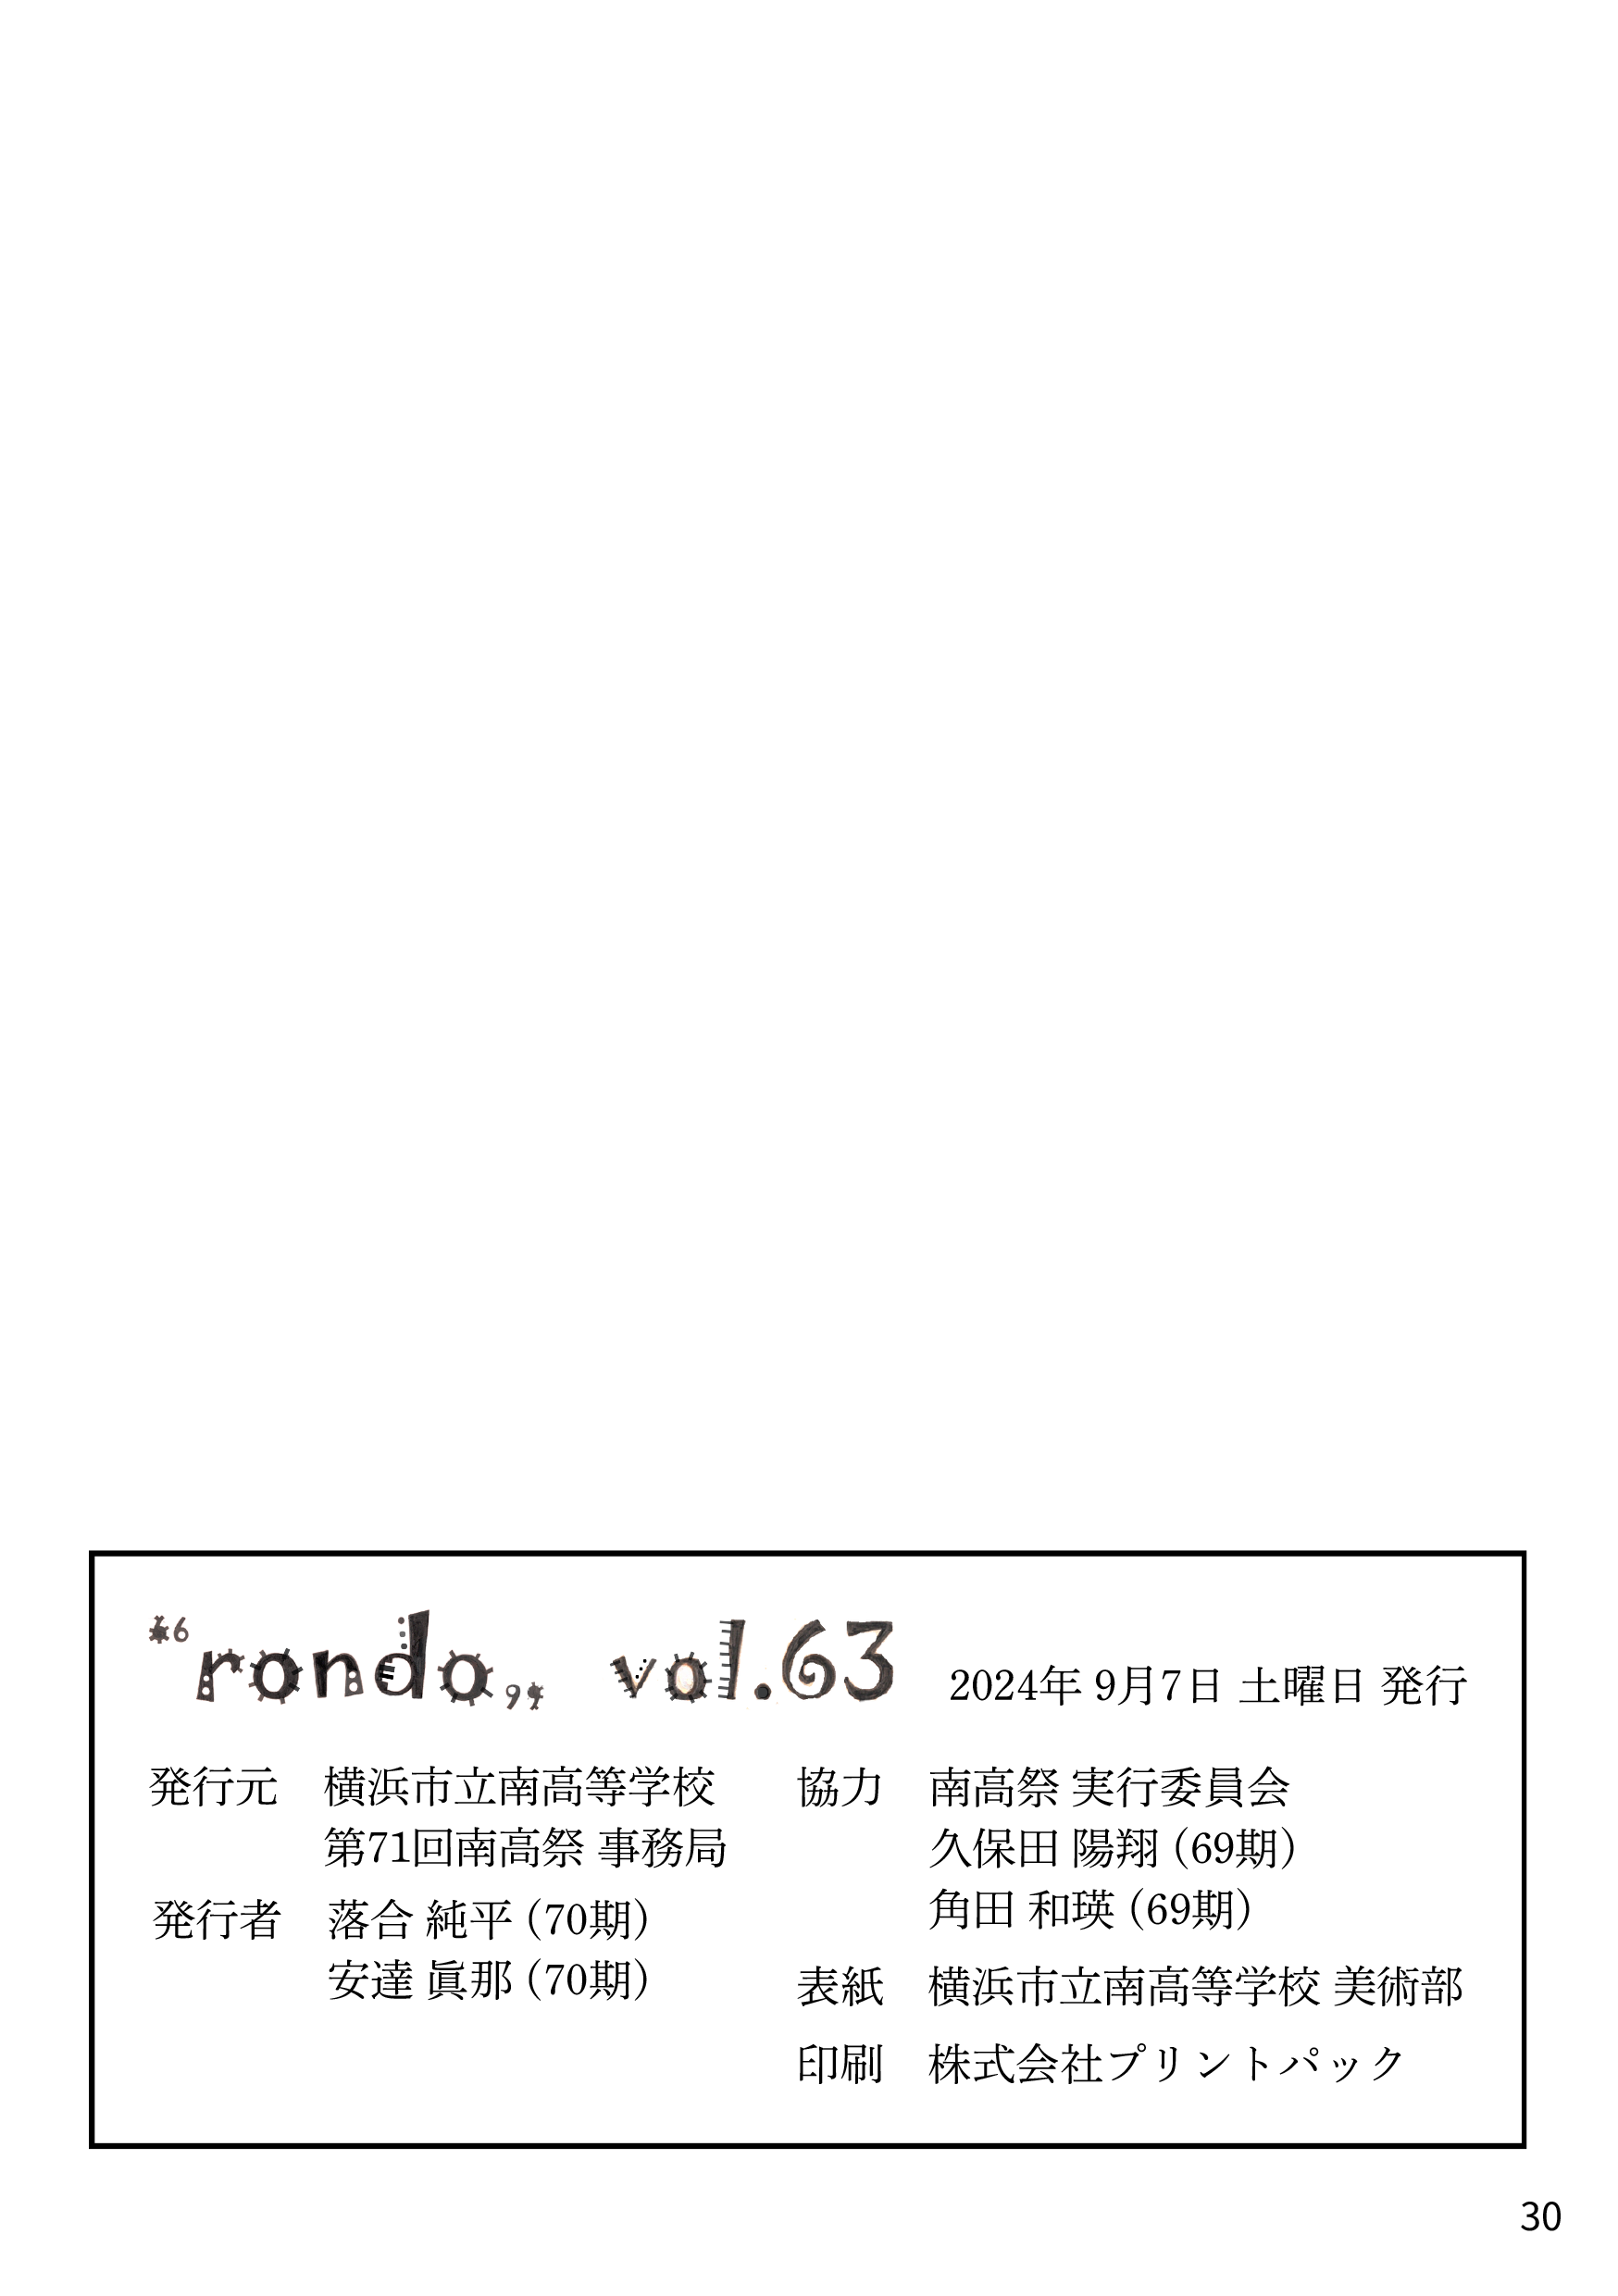 “rondo„ vol.63 2024年 9月7日 土曜日 発行
発行元 横浜市立南高等学校
第71回南高祭 事務局
発行者 落合 純平 (70期)
安達 眞那 (70期)
協力 南高祭 実行委員会
久保田 陽翔 (69期)
角田 和瑛 (69期)
表紙 横浜市立南高等学校 美術部
印刷 株式会社プリントパック
30